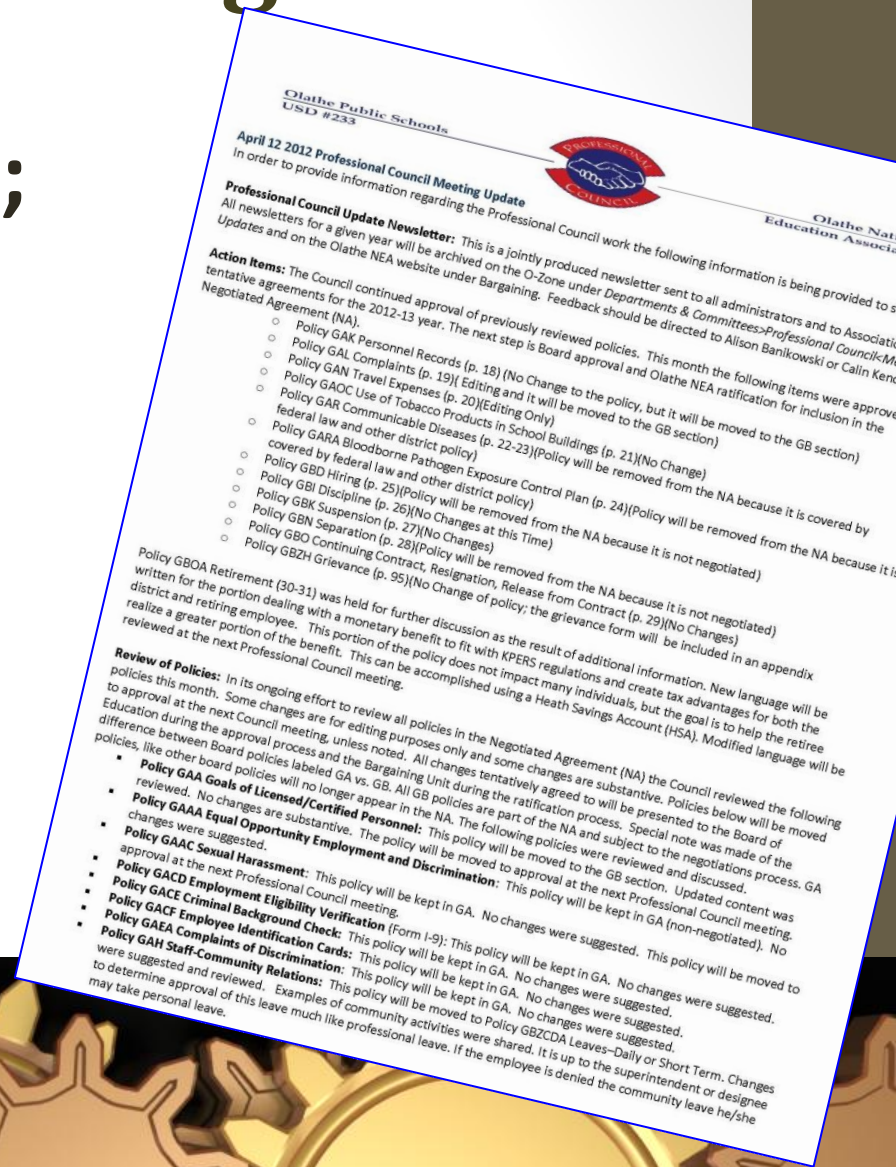 g
;
Olathe Public Schools
USD #233
PROFESSIONAL
COUNCIL
Olathe Nat
Education Associa
April 12 2012 Professional Council Meeting Update
In order to provide information regarding the Professional Council work the following information is being provided to s
Professional Council Update Newsletter: This is a jointly produced newsletter sent to all administrators and to Associati
All newsletters for a given year will be archived on the O-Zone under Departments & Committees>Professional Council<M
Updates and on the Olathe NEA website under Bargaining. Feedback should be directed to Alison Banikowski or Calin Kend
Action Items: The Council continued approval of previously reviewed policies. This month the following items were approve
tentative agreements for the 2012-13 year. The next step is Board approval and Olathe NEA ratification for inclusion in the
Negotiated Agreement (NA).
○ Policy GAK Personnel Records (p. 18) (No Change to the policy, but it will be moved to the GB section)
○ Policy GAL Complaints (p. 19)( Editing and it will be moved to the GB section)
○ Policy GAN Travel Expenses (p. 20)(Editing Only)
○ Policy GAOC Use of Tobacco Products in School Buildings (p. 21)(No Change)
○ Policy GAR Communicable Diseases (p. 22-23)(Policy will be removed from the NA because it is covered by
federal law and other district policy)
○ Policy GARA Bloodborne Pathogen Exposure Control Plan (p. 24)(Policy will be removed from the NA because it is
covered by federal law and other district policy)
○ Policy GBD Hiring (p. 25)(Policy will be removed from the NA because it is not negotiated)
○ Policy GBI Discipline (p. 26)(No Changes at this Time)
○ Policy GBK Suspension (p. 27)(No Changes)
○ Policy GBN Separation (p. 28)(Policy will be removed from the NA because it is not negotiated)
○ Policy GBO Continuing Contract, Resignation, Release from Contract (p. 29)(No Changes)
○ Policy GBZH Grievance (p. 95)(No Change of policy; the grievance form will be included in an appendix
Policy GBOA Retirement (30-31) was held for further discussion as the result of additional information. New language will be
written for the portion dealing with a monetary benefit to fit with KPERS regulations and create tax advantages for both the
district and retiring employee. This portion of the policy does not impact many individuals, but the goal is to help the retiree
realize a greater portion of the benefit. This can be accomplished using a Heath Savings Account (HSA). Modified language will be
reviewed at the next Professional Council meeting.
Review of Policies: In its ongoing effort to review all policies in the Negotiated Agreement (NA) the Council reviewed the following
policies this month. Some changes are for editing purposes only and some changes are substantive. Policies below will be moved
to approval at the next Council meeting, unless noted. All changes tentatively agreed to will be presented to the Board of
Education during the approval process and the Bargaining Unit during the ratification process. Special note was made of the
difference between Board policies labeled GA vs. GB. All GB policies are part of the NA and subject to the negotiations process. GA
policies, like other board policies will no longer appear in the NA. The following policies were reviewed and discussed.
▪ Policy GAA Goals of Licensed/Certified Personnel: This policy will be moved to the GB section. Updated content was
reviewed. No changes are substantive. The policy will be moved to approval at the next Professional Council meeting.
▪ Policy GAAA Equal Opportunity Employment and Discrimination: This policy will be kept in GA (non-negotiated). No
changes were suggested.
▪ Policy GAAC Sexual Harassment: This policy will be kept in GA. No changes were suggested. This policy will be moved to
approval at the next Professional Council meeting.
▪ Policy GACD Employment Eligibility Verification (Form I-9): This policy will be kept in GA. No changes were suggested.
▪ Policy GACE Criminal Background Check: This policy will be kept in GA. No changes were suggested.
▪ Policy GACF Employee Identification Cards: This policy will be kept in GA. No changes were suggested.
▪ Policy GAEA Complaints of Discrimination: This policy will be kept in GA. No changes were suggested.
▪ Policy GAH Staff-Community Relations: This policy will be moved to Policy GBZCDA Leaves–Daily or Short Term. Changes
were suggested and reviewed. Examples of community activities were shared. It is up to the superintendent or designee
to determine approval of this leave much like professional leave. If the employee is denied the community leave he/she
may take personal leave.